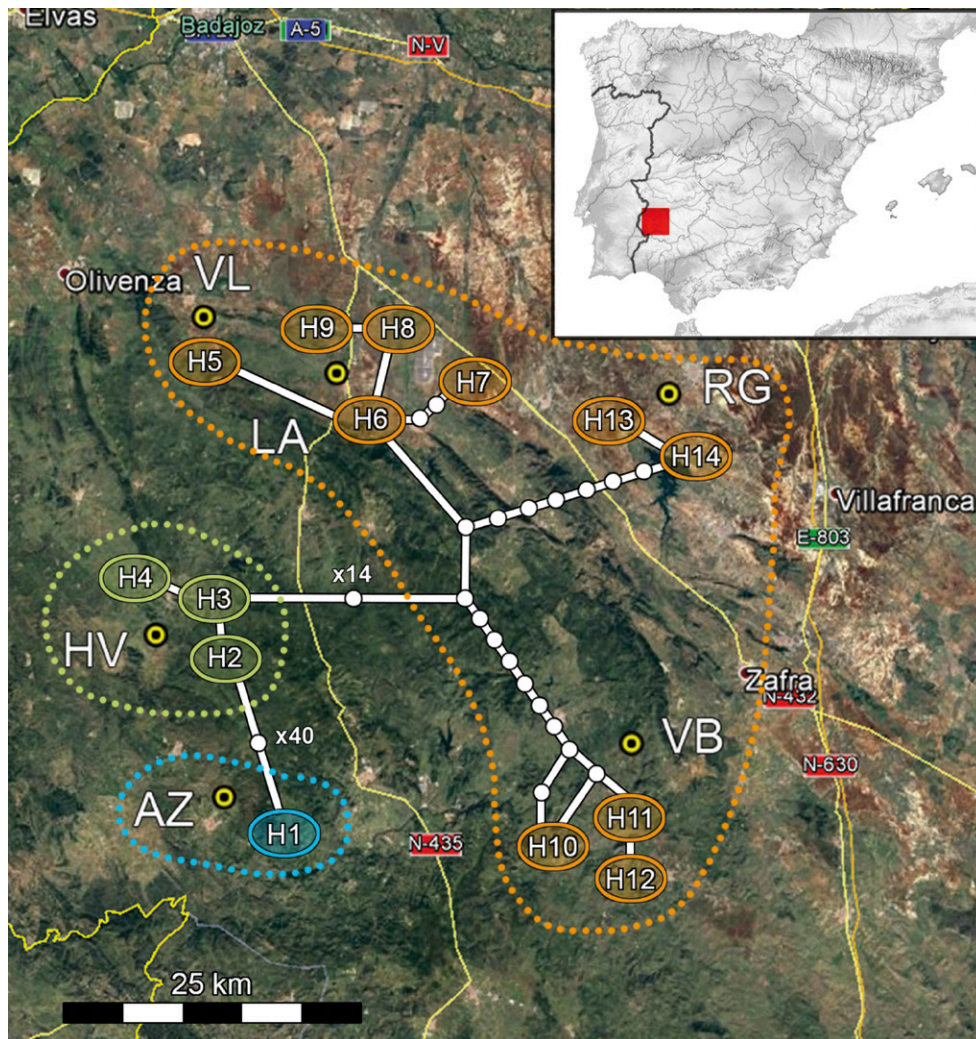 Elvas
Badajoz
A-5
N-V
Olivenza
VL
H9
H8
H5
H7
RG
H6
H13
LA
H14
Villafranca
E-803
x14
H4
H3
HV
H2
Zafra
N-432
x40
VB
N-630
AZ
H11
H1
N-435
H10
H12
25 km